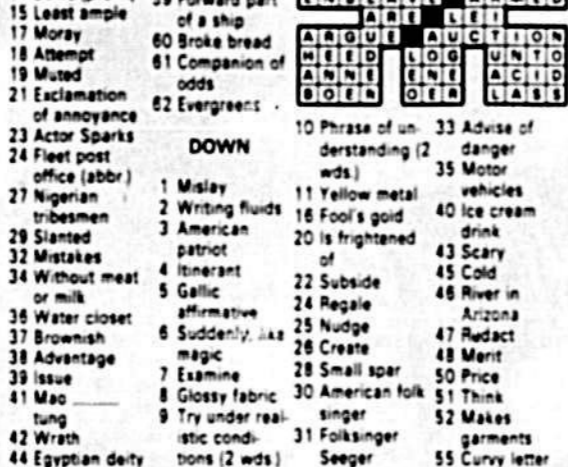 15 Least ample
17 Moray
18 Attempt
19 Muted
21 Exclamation
of annoyance
23 Actor Sparks
24 Fleet post
office (abbr.)
27 Nigerian
tribesmen
29 Slanted
32 Mistakes
34 Without meat
or milk
36 Water closet
37 Brownish
38 Advantage
39 Issue
41 Mao ____
tung
42 Wrath
44 Egyptian deity
59 Forward part
of a ship
60 Broke bread
61 Companion of
odds
62 Evergreens
DOWN
1 Mislay
2 Writing fluids
3 American
patriot
4 Itinerant
5 Gallic
affirmative
6 Suddenly,
magic
7 Examine
8 Glossy fabric
9 Try under real-
istic condi-
tions (2 wds.)
ARE LEI
ARGUE AUCTION
HEED LOG UNTO
ANNE ENE ACID
BOER OER LASS
10 Phrase of un-
derstanding (2
wds.)
11 Yellow metal
16 Fool's gold
20 Is frightened
of
22 Subside
24 Regale
25 Nudge
26 Create
28 Small spar
30 American folk
singer
31 Folksinger
Seeger
33 Advise of
danger
35 Motor
vehicles
40 Ice cream
drink
43 Scary
45 Cold
46 River in
Arizona
47 Redact
48 Merit
50 Price
51 Think
52 Makes
garments
55 Curvy letter